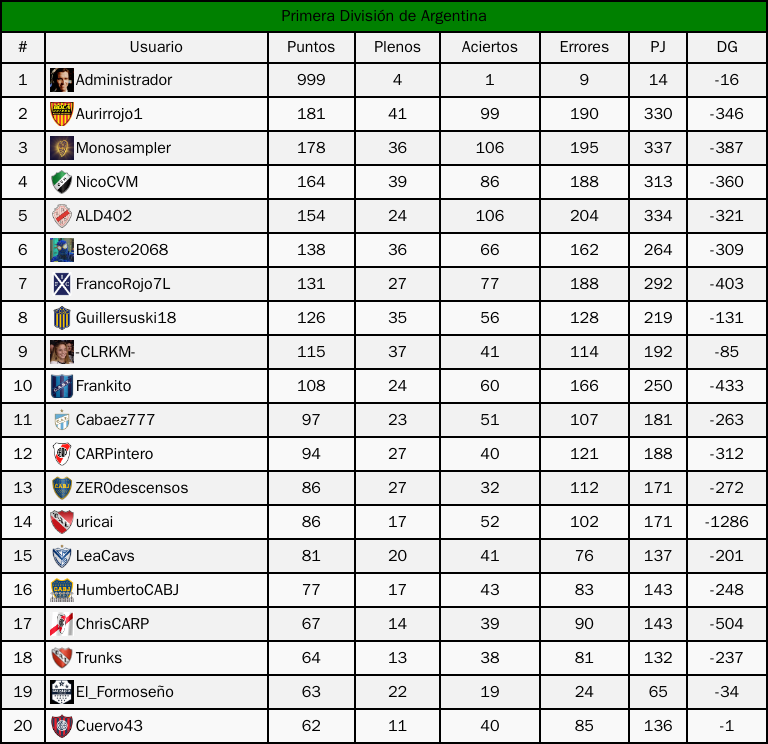 Primera División de Argentina
# Usuario Puntos Plenos Aciertos Errores PJ DG
1 Administrador 999 4 1 9 14 -16
2 Aurirrojo1 181 41 99 190 330 -346
3 Monosampler 178 36 106 195 337 -387
4 NicoCVM 164 39 86 188 313 -360
5 ALD402 154 24 106 204 334 -321
6 Bostero2068 138 36 66 162 264 -309
7 FrancoRojo7L 131 27 77 188 292 -403
8 Guillersuski18 126 35 56 128 219 -131
9 -CLRKM- 115 37 41 114 192 -85
10 Frankito 108 24 60 166 250 -433
11 Cabaez777 97 23 51 107 181 -263
12 CARPintero 94 27 40 121 188 -312
13 ZER0descensos 86 27 32 112 171 -272
14 uricai 86 17 52 102 171 -1286
15 LeaCavs 81 20 41 76 137 -201
16 HumbertoCABJ 77 17 43 83 143 -248
17 ChrisCARP 67 14 39 90 143 -504
18 Trunks 64 13 38 81 132 -237
19 El_Formoseño 63 22 19 24 65 -34
20 Cuervo43 62 11 40 85 136 -1